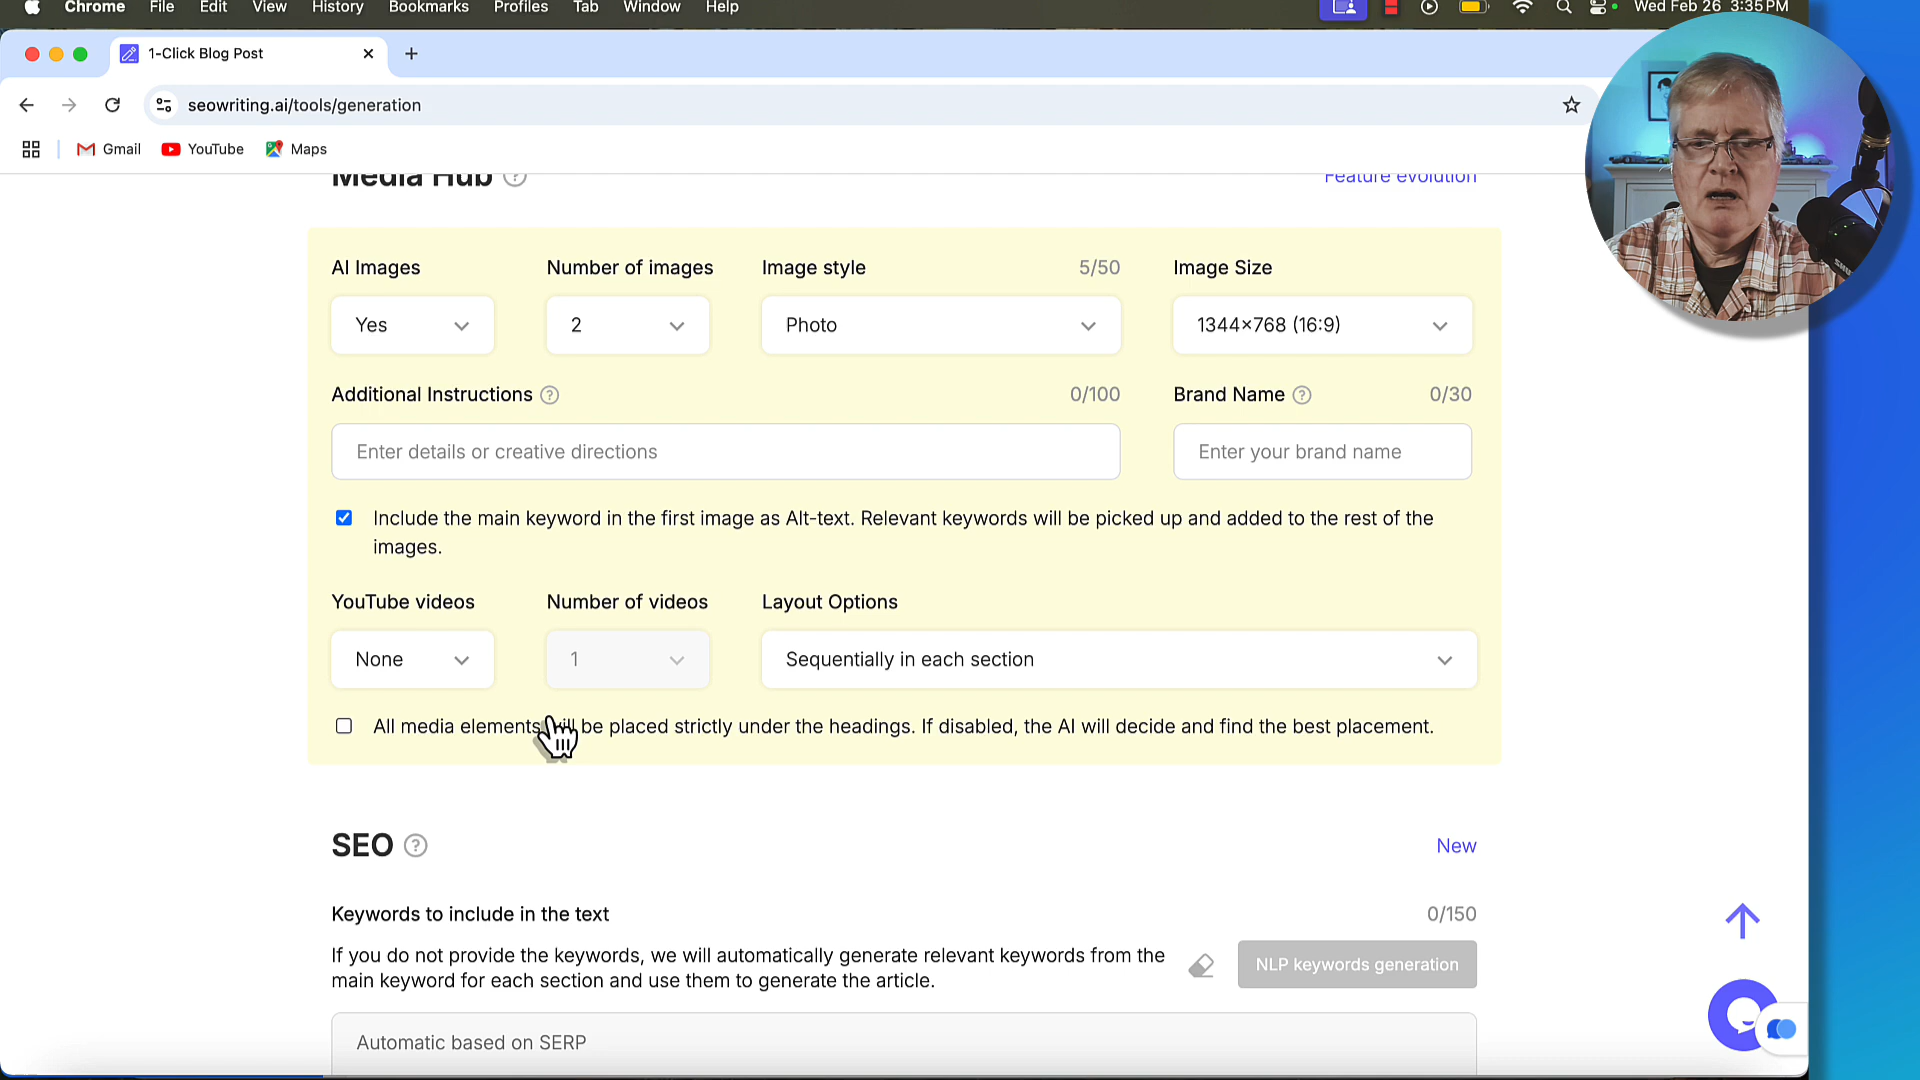 Chrome File Edit View History Bookmarks Profiles Tab Window Help Wed Feb 26 3:35 PM
1-Click Blog Post
seowriting.ai/tools/generation
Gmail YouTube Maps
Media Hub Feature evolution
AI Images Number of images Image style 5/50 Image Size
Yes 2 Photo 1344×768 (16:9)
Additional Instructions 0/100 Brand Name 0/30
Enter details or creative directions Enter your brand name
Include the main keyword in the first image as Alt-text. Relevant keywords will be picked up and added to the rest of the
images.
YouTube videos Number of videos Layout Options
None 1 Sequentially in each section
All media elements will be placed strictly under the headings. If disabled, the AI will decide and find the best placement.
SEO New
Keywords to include in the text 0/150
If you do not provide the keywords, we will automatically generate relevant keywords from the
main keyword for each section and use them to generate the article.
NLP keywords generation
Automatic based on SERP